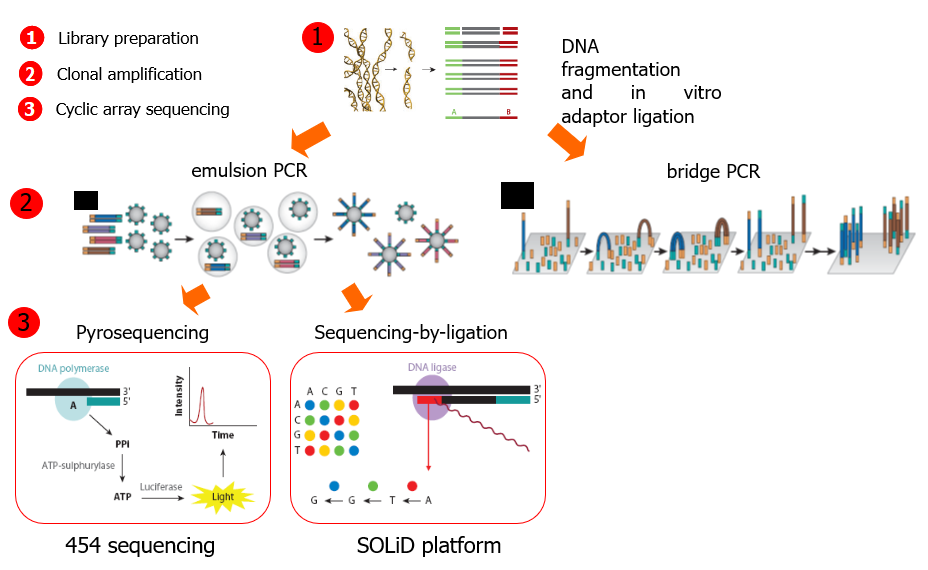 1 Library preparation
2 Clonal amplification
3 Cyclic array sequencing
1
A B
DNA
fragmentation
and in vitro
adaptor ligation
emulsion PCR
bridge PCR
2
3
Pyrosequencing
DNA polymerase
3'
5'
A
PPi
ATP-sulphurylase
ATP
Luciferase
Light
Intensity
Time
454 sequencing
Sequencing-by-ligation
DNA ligase
A C G T
A
C
G
T
3'
5'
G G T A
SOLiD platform